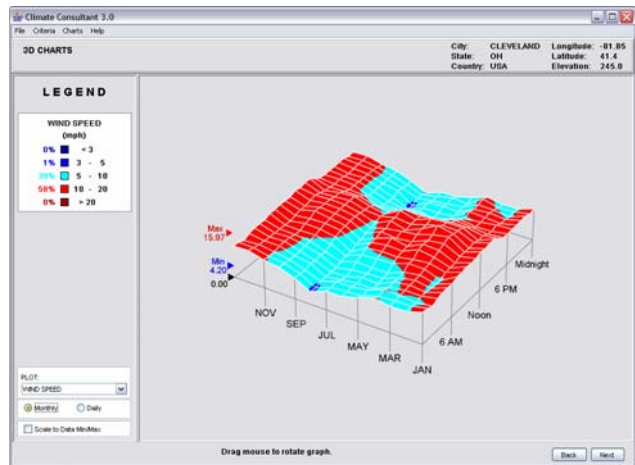 Climate Consultant 3.0
File Criteria Charts Help
3D CHARTS
City: CLEVELAND Longitude: -81.85
State: OH Latitude: 41.4
Country: USA Elevation: 245.0
LEGEND
WIND SPEED
(mph)
0% < 3
1% 3 - 5
5 - 10
58% 10 - 20
0% > 20
Max
15.97
Min
4.20
0.00
NOV
SEP
JUL
MAY
MAR
JAN
6 AM
Noon
6 PM
Midnight
PLOT:
WIND SPEED
Monthly Daily
Scale to Data Min/Max
Drag mouse to rotate graph.
Back Next